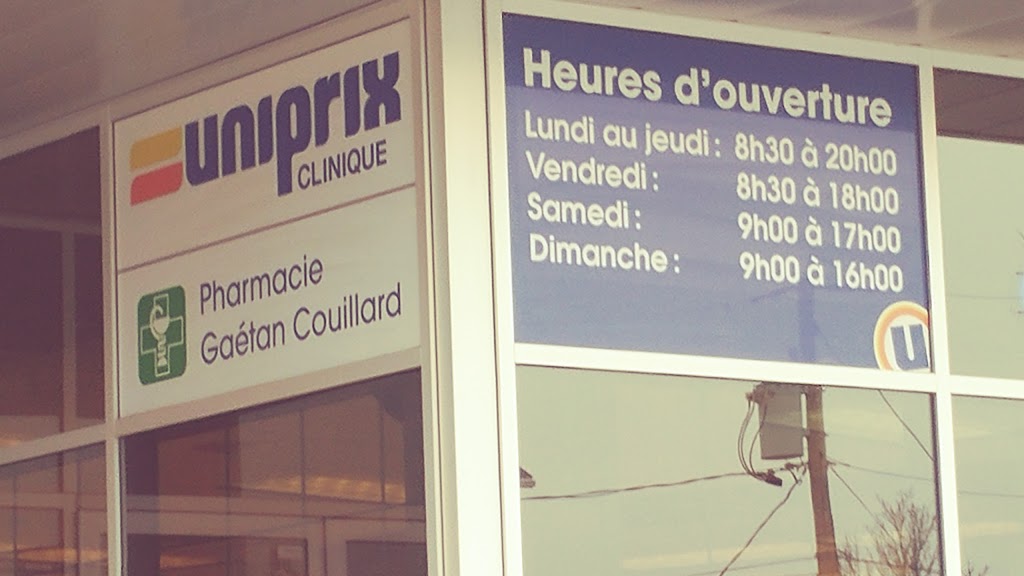 uniprix
CLINIQUE
Pharmacie
Gaétan Couillard
Heures d'ouverture
Lundi au jeudi : 8h30 à 20h00
Vendredi : 8h30 à 18h00
Samedi : 9h00 à 17h00
Dimanche : 9h00 à 16h00
U